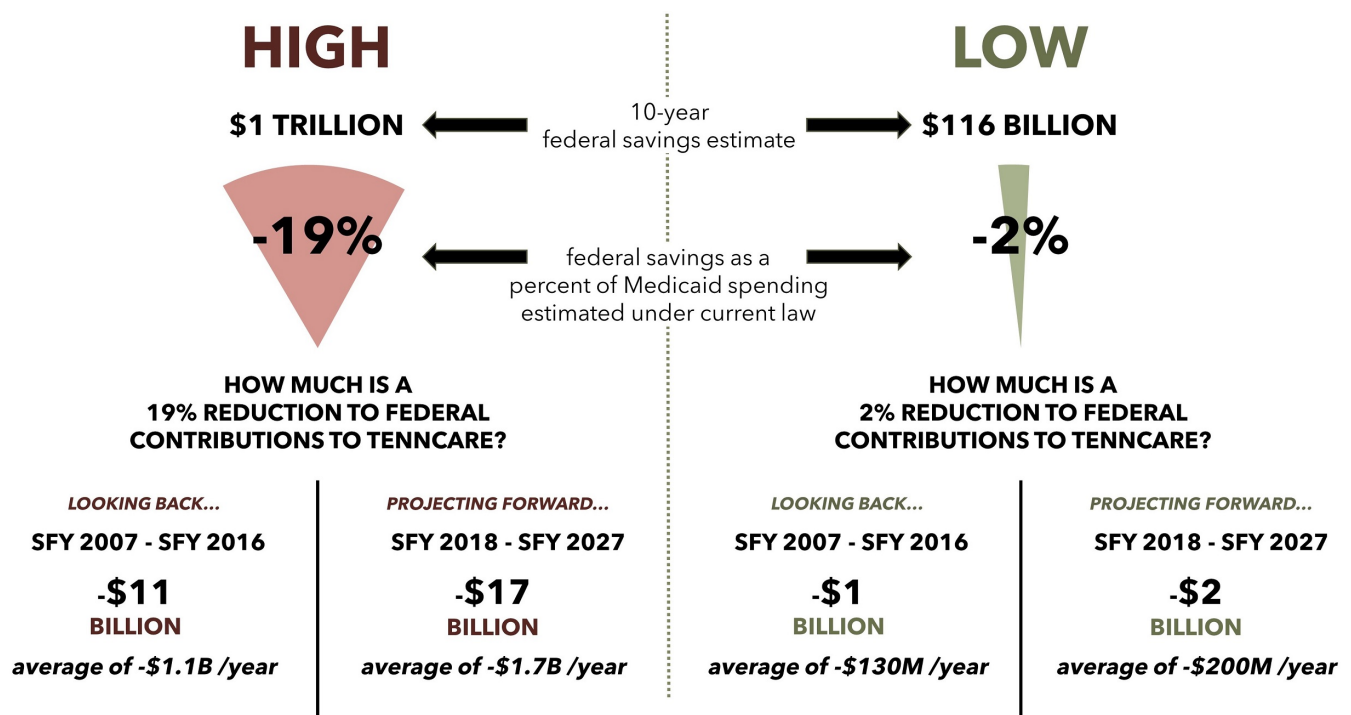 HIGH
$1 TRILLION
10-year
federal savings estimate
LOW
$116 BILLION
-19%
federal savings as a
percent of Medicaid spending
estimated under current law
-2%
HOW MUCH IS A
19% REDUCTION TO FEDERAL
CONTRIBUTIONS TO TENNCARE?
LOOKING BACK...
SFY 2007 - SFY 2016
-$11
BILLION
average of -$1.1B /year
PROJECTING FORWARD...
SFY 2018 - SFY 2027
-$17
BILLION
average of -$1.7B /year
HOW MUCH IS A
2% REDUCTION TO FEDERAL
CONTRIBUTIONS TO TENNCARE?
LOOKING BACK...
SFY 2007 - SFY 2016
-$1
BILLION
average of -$130M /year
PROJECTING FORWARD...
SFY 2018 - SFY 2027
-$2
BILLION
average of -$200M /year